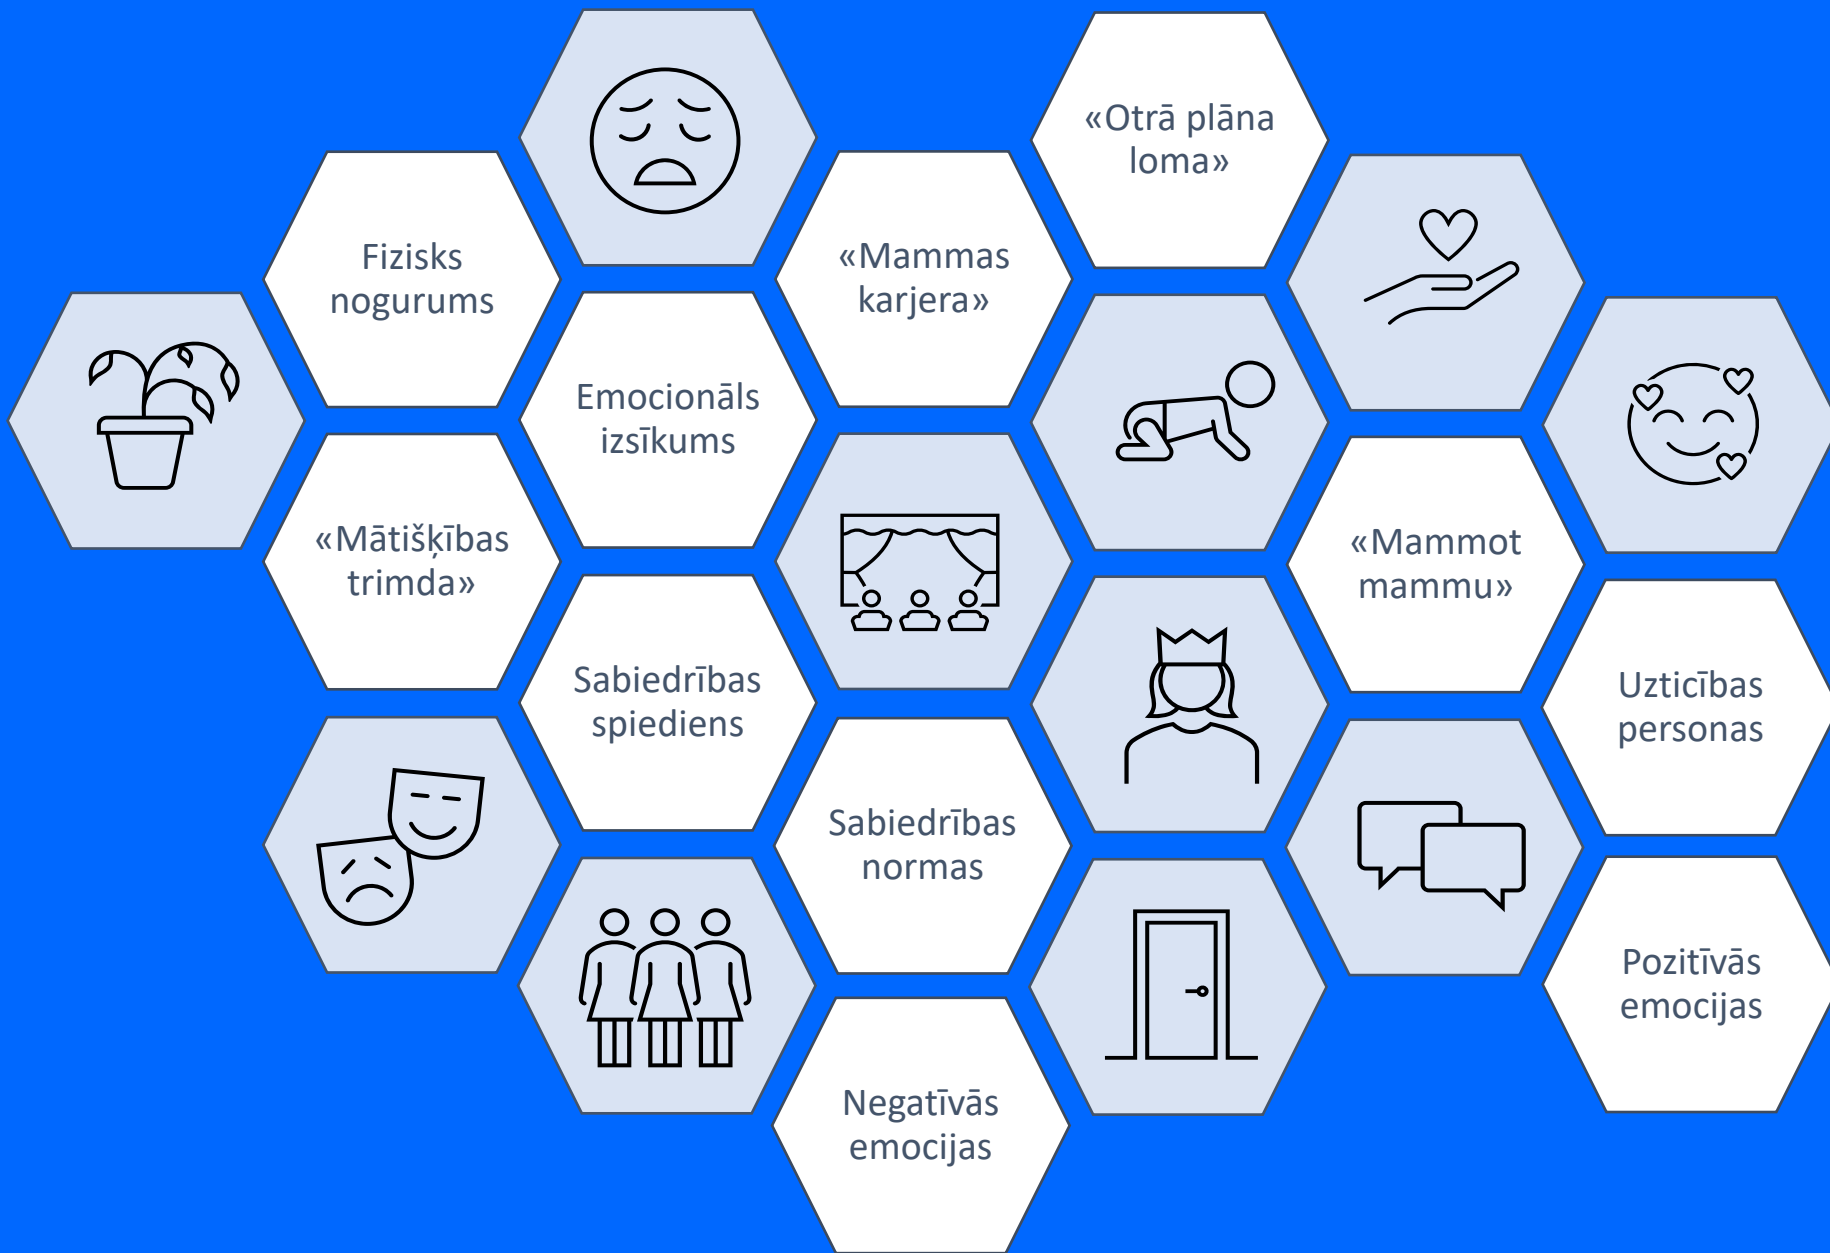 «Otrā plāna
loma»
Fizisks
nogurums
«Mammas
karjera»
Emocionāls
izsīkums
«Mātišķības
trimda»
«Mammot
mammu»
Sabiedrības
spiediens
Uzticības
personas
Sabiedrības
normas
Pozitīvās
emocijas
Negatīvās
emocijas